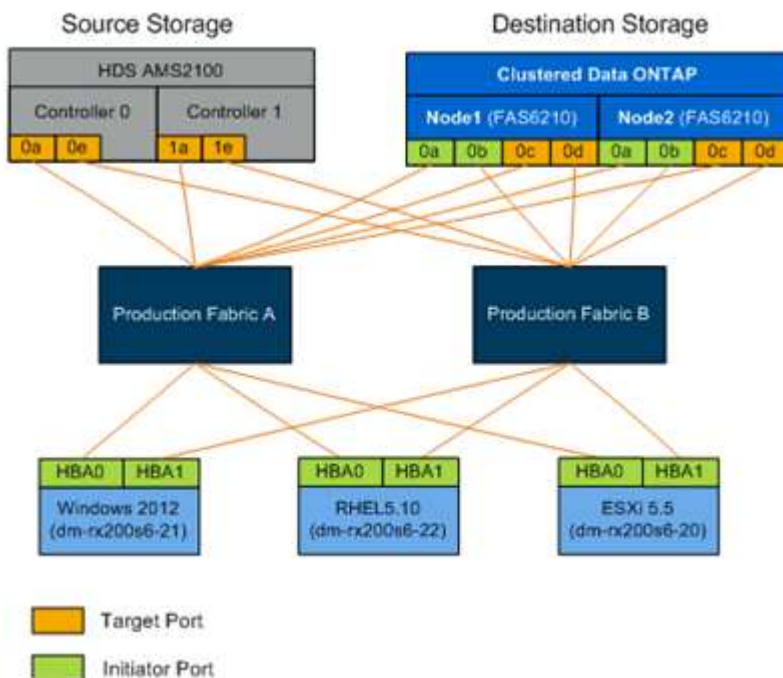 Source Storage
Destination Storage
HDS AMS2100
Controller 0
Controller 1
0a 0e 1a 1e
Clustered Data ONTAP
Node1 (FAS6210)
Node2 (FAS6210)
0a 0b 0c 0d 0a 0b 0c 0d
Production Fabric A
Production Fabric B
HBA0 HBA1
Windows 2012
(dm-rx200s6-21)
HBA0 HBA1
RHEL5.10
(dm-rx200s6-22)
HBA0 HBA1
ESXi 5.5
(dm-rx200s6-20)
Target Port
Initiator Port